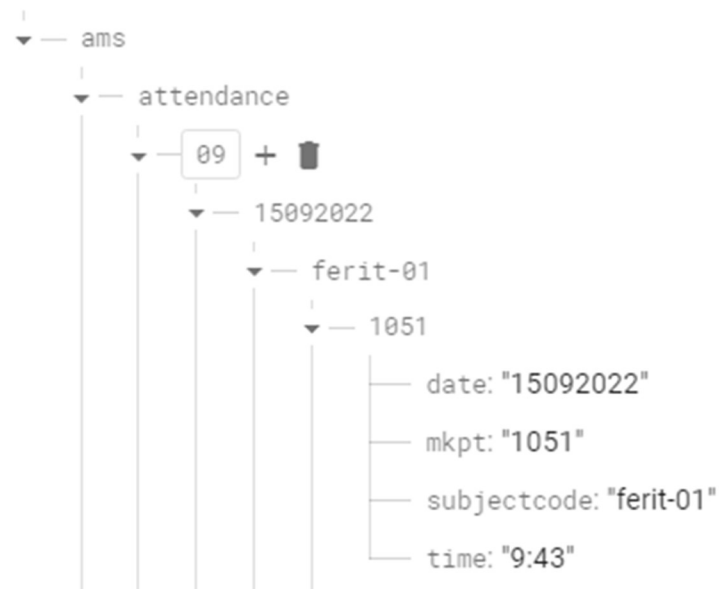 ams
attendance
09
15092022
ferit-01
1051
date: "15092022"
mkpt: "1051"
subjectcode: "ferit-01"
time: "9:43"